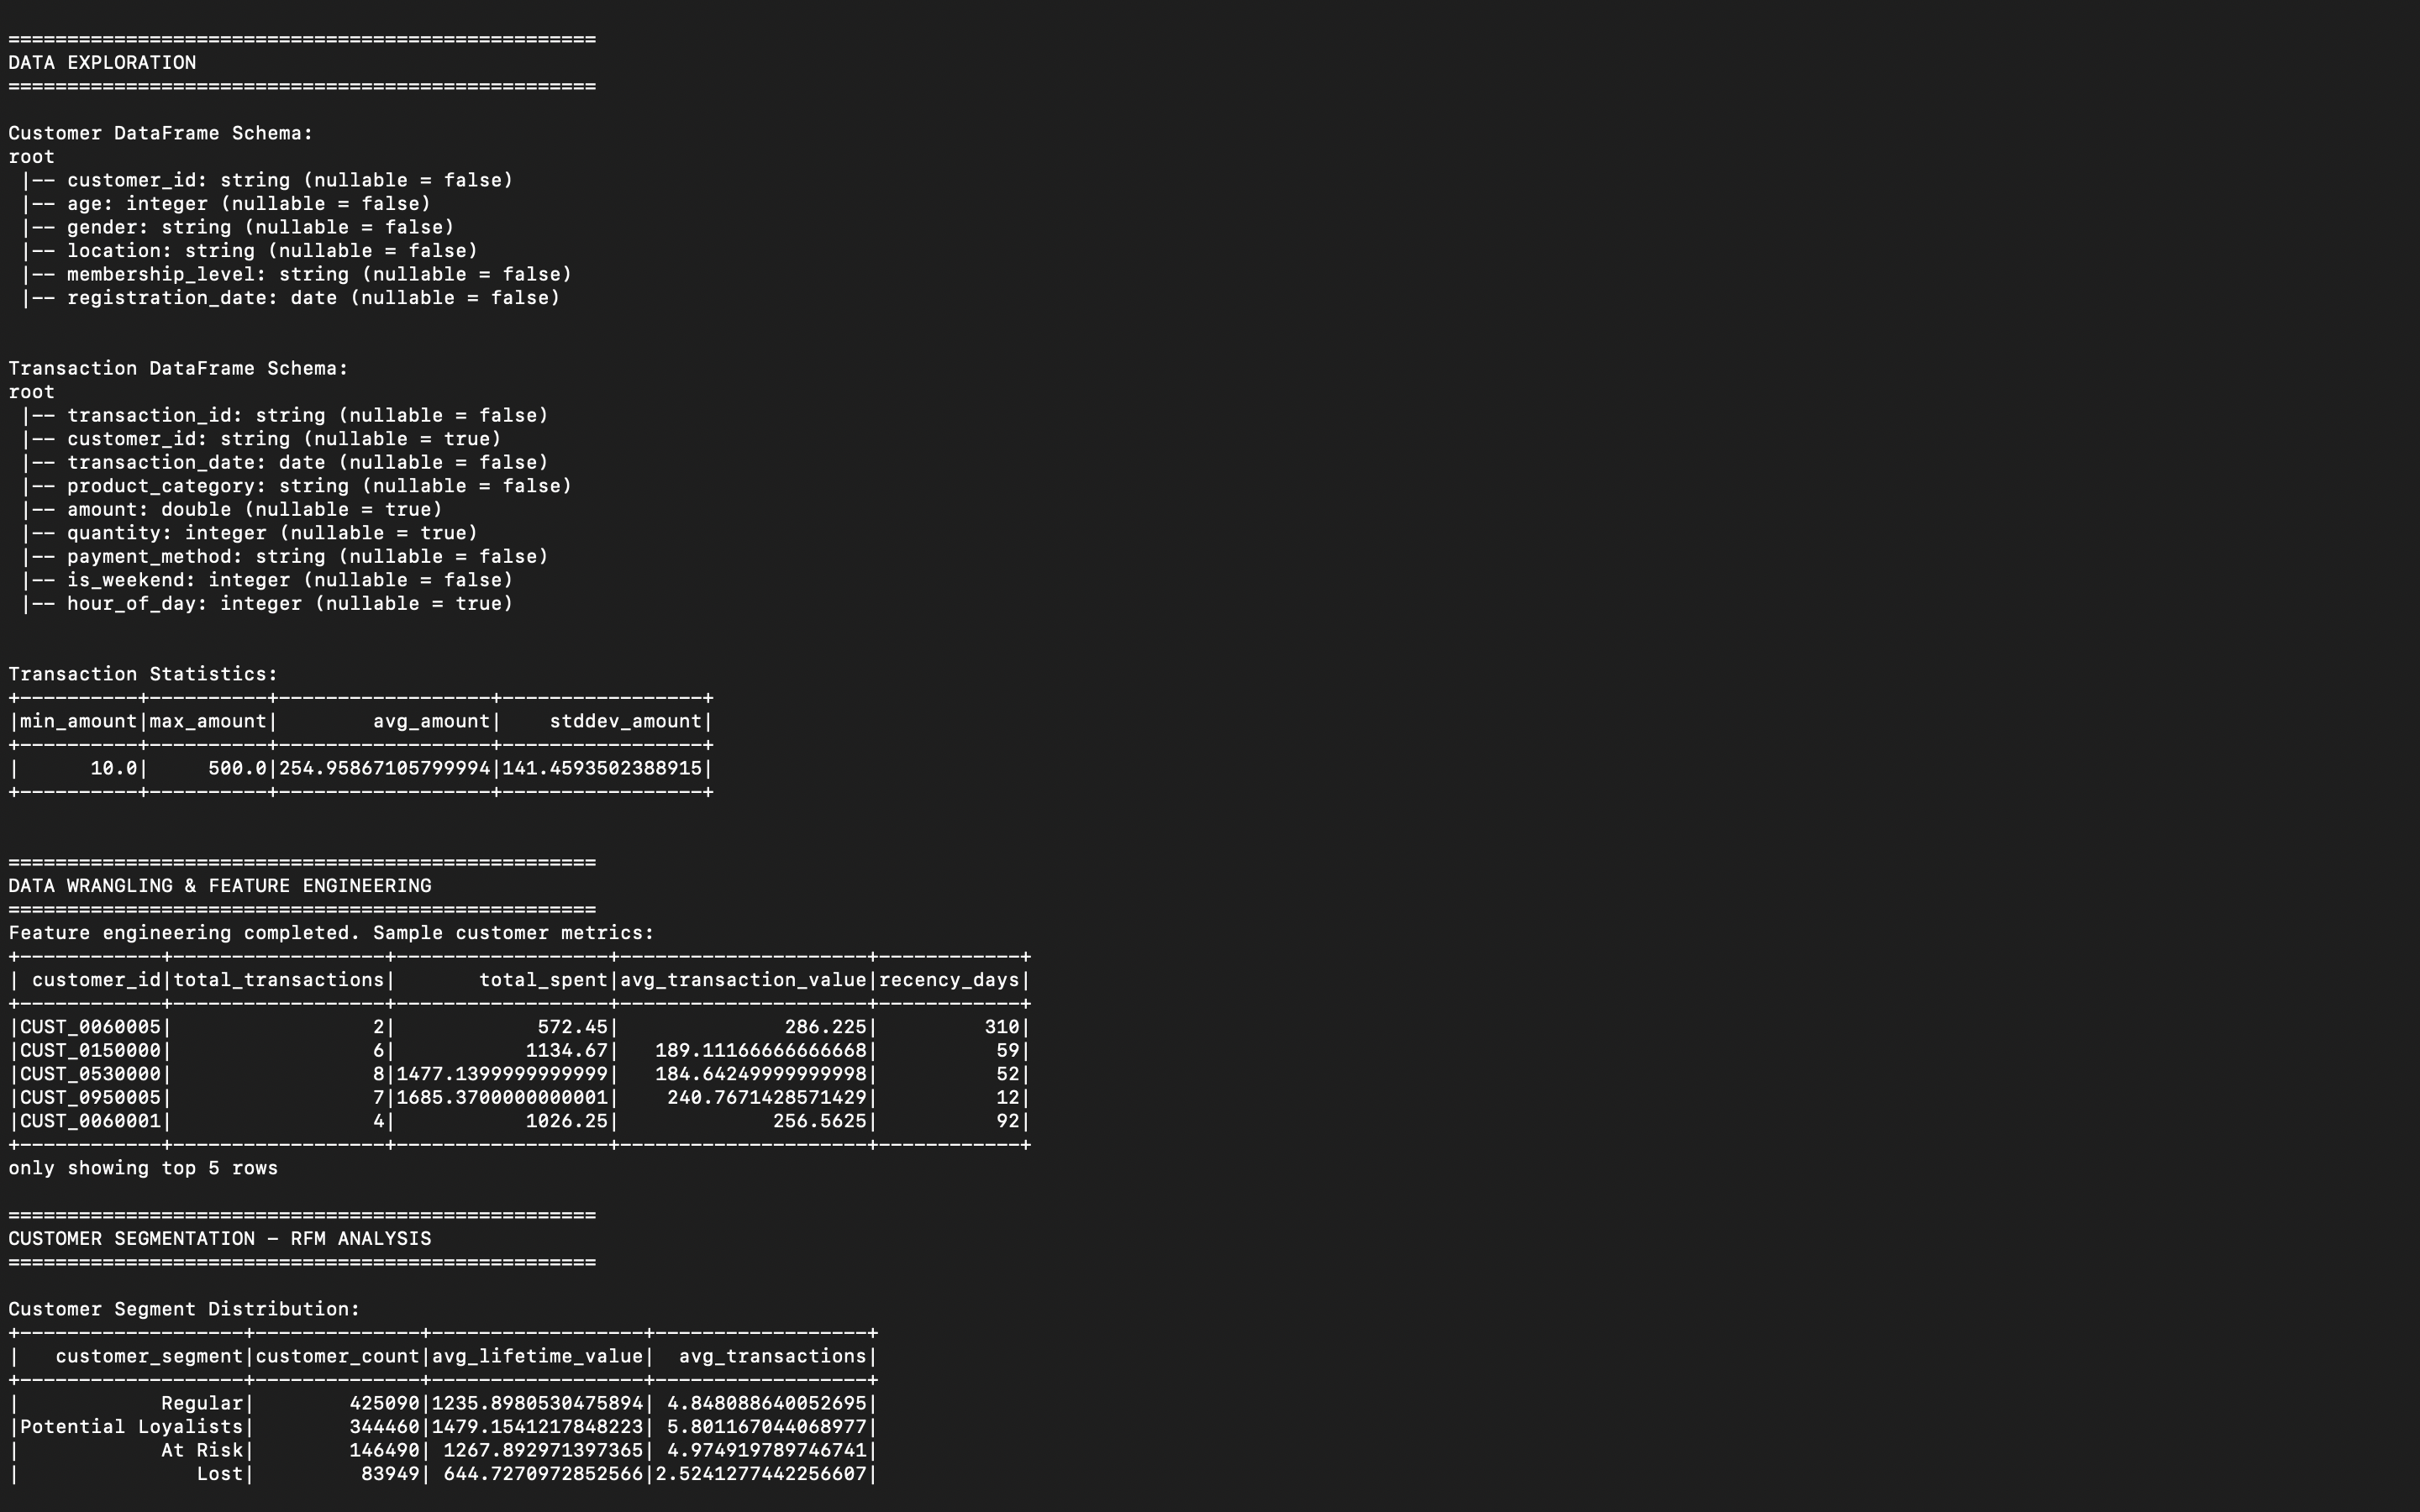 ==================================================
DATA EXPLORATION
==================================================

Customer DataFrame Schema:
root
 |-- customer_id: string (nullable = false)
 |-- age: integer (nullable = false)
 |-- gender: string (nullable = false)
 |-- location: string (nullable = false)
 |-- membership_level: string (nullable = false)
 |-- registration_date: date (nullable = false)


Transaction DataFrame Schema:
root
 |-- transaction_id: string (nullable = false)
 |-- customer_id: string (nullable = true)
 |-- transaction_date: date (nullable = false)
 |-- product_category: string (nullable = false)
 |-- amount: double (nullable = true)
 |-- quantity: integer (nullable = true)
 |-- payment_method: string (nullable = false)
 |-- is_weekend: integer (nullable = false)
 |-- hour_of_day: integer (nullable = true)


Transaction Statistics:
+----------+----------+------------------+-----------------+
|min_amount|max_amount|        avg_amount|    stddev_amount|
+----------+----------+------------------+-----------------+
|      10.0|     500.0|254.95867105799994|141.4593502388915|
+----------+----------+------------------+-----------------+


==================================================
DATA WRANGLING & FEATURE ENGINEERING
==================================================
Feature engineering completed. Sample customer metrics:
+------------+------------------+------------------+---------------------+------------+
| customer_id|total_transactions|       total_spent|avg_transaction_value|recency_days|
+------------+------------------+------------------+---------------------+------------+
|CUST_0060005|                 2|            572.45|              286.225|         310|
|CUST_0150000|                 6|           1134.67|   189.11166666666668|          59|
|CUST_0530000|                 8|1477.1399999999999|   184.64249999999998|          52|
|CUST_0950005|                 7|1685.3700000000001|    240.7671428571429|          12|
|CUST_0060001|                 4|           1026.25|             256.5625|          92|
+------------+------------------+------------------+---------------------+------------+
only showing top 5 rows

==================================================
CUSTOMER SEGMENTATION - RFM ANALYSIS
==================================================

Customer Segment Distribution:
+-------------------+--------------+------------------+------------------+
|   customer_segment|customer_count|avg_lifetime_value|  avg_transactions|
+-------------------+--------------+------------------+------------------+
|            Regular|        425090|1235.8980530475894| 4.848088640052695|
|Potential Loyalists|        344460|1479.1541217848223| 5.801167044068977|
|            At Risk|        146490| 1267.892971397365| 4.974919789746741|
|               Lost|         83949| 644.7270972852566|2.5241277442256607|